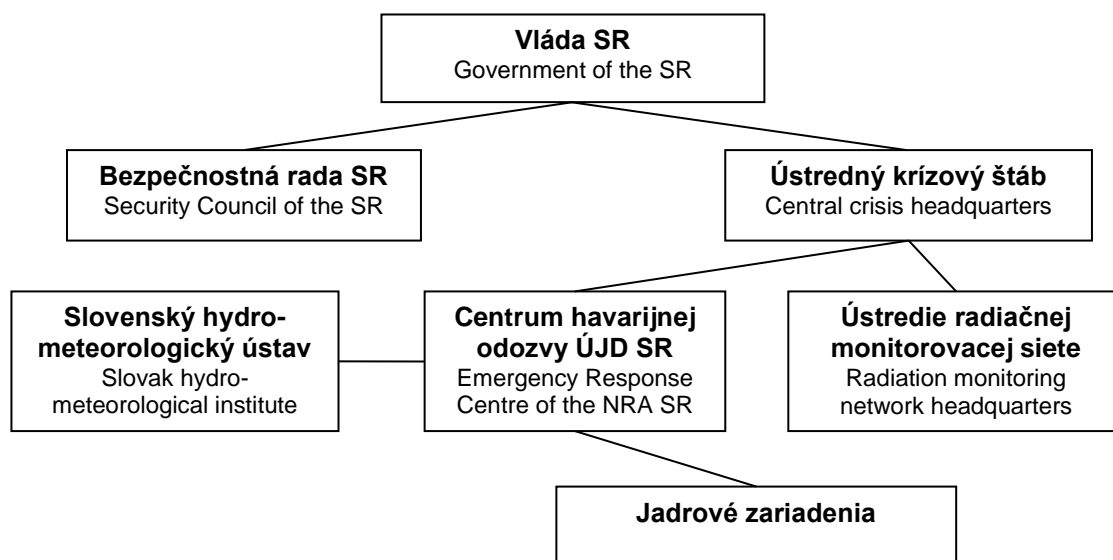 Vláda SR
Government of the SR
Bezpečnostná rada SR
Security Council of the SR
Ústredný krízový štáb
Central crisis headquarters
Slovenský hydro-
meteorologický ústav
Slovak hydro-
meteorological institute
Centrum havarijnej
odozvy ÚJD SR
Emergency Response
Centre of the NRA SR
Ústredie radiačnej
monitorovacej siete
Radiation monitoring
network headquarters
Jadrové zariadenia